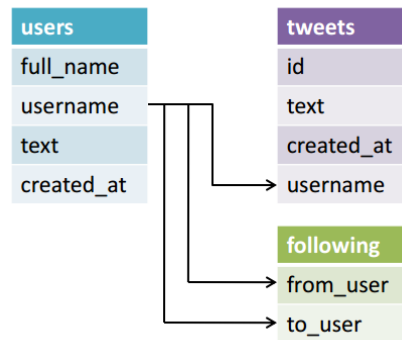 users
full_name
username
text
created_at
tweets
id
text
created_at
username
following
from_user
to_user